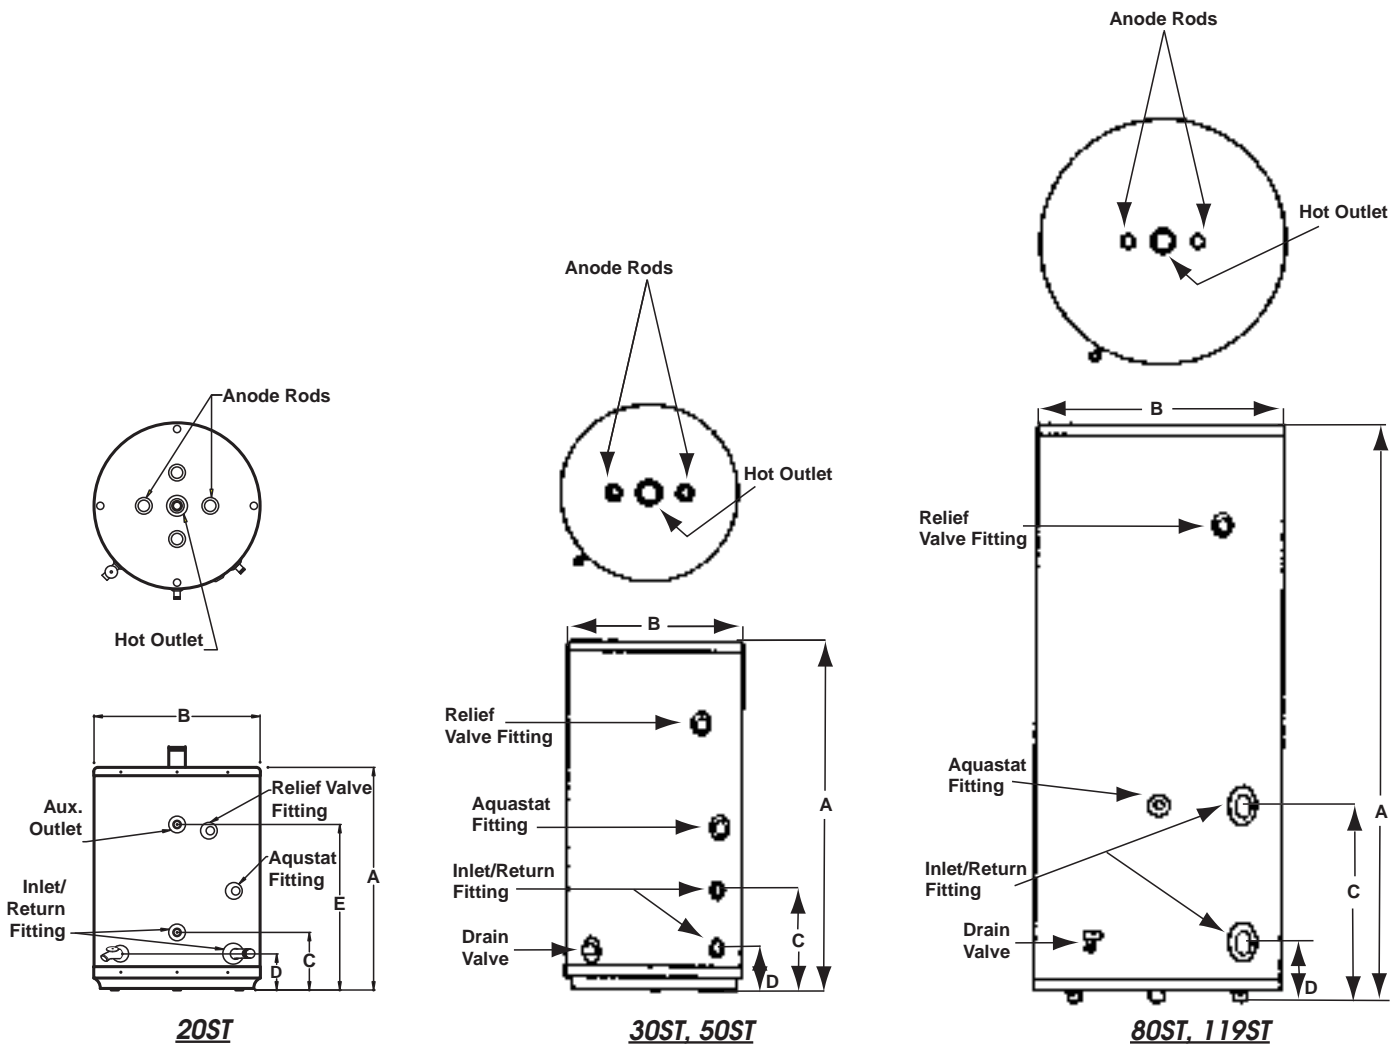 Anode Rods
Hot Outlet
B
Aux.
Outlet
Relief Valve
Fitting
Aqustat
Fitting
Inlet/
Return
Fitting
A
E
C
D
20ST
Anode Rods
Hot Outlet
B
Relief
Valve Fitting
Aquastat
Fitting
Inlet/Return
Fitting
Drain
Valve
A
C
D
30ST, 50ST
Anode Rods
Hot Outlet
B
Relief
Valve Fitting
Aquastat
Fitting
Inlet/Return
Fitting
Drain
Valve
A
C
D
80ST, 119ST